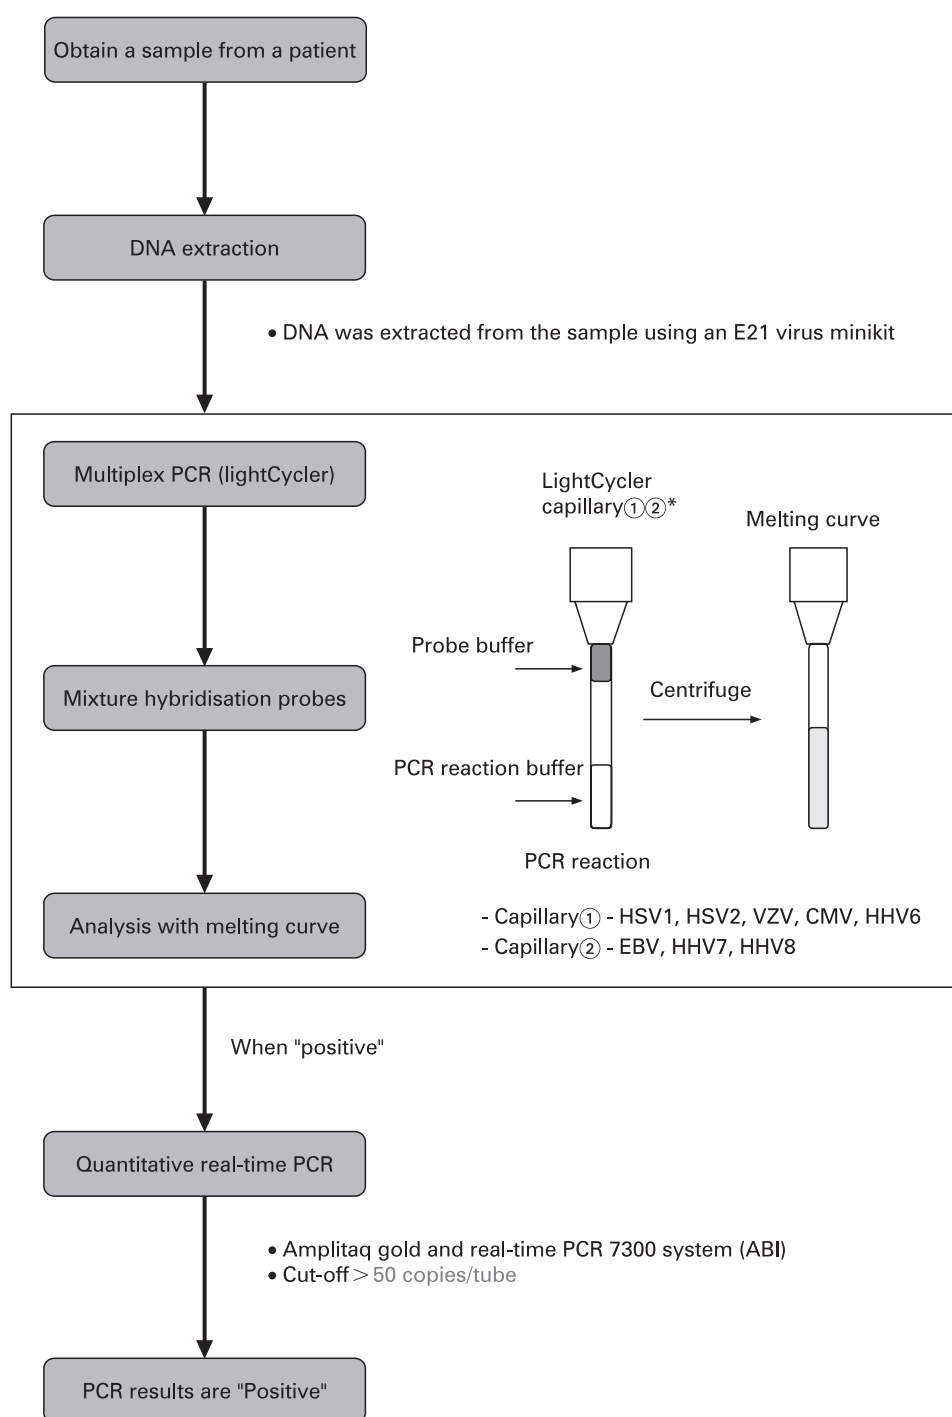 Obtain a sample from a patient
DNA extraction
• DNA was extracted from the sample using an E21 virus minikit
Multiplex PCR (lightCycler)
LightCycler
capillary①②*
Melting curve
Probe buffer
Mixture hybridisation probes
Centrifuge
PCR reaction buffer
PCR reaction
Analysis with melting curve
- Capillary① - HSV1, HSV2, VZV, CMV, HHV6
- Capillary② - EBV, HHV7, HHV8
When "positive"
Quantitative real-time PCR
• Amplitaq gold and real-time PCR 7300 system (ABI)
• Cut-off > 50 copies/tube
PCR results are "Positive"